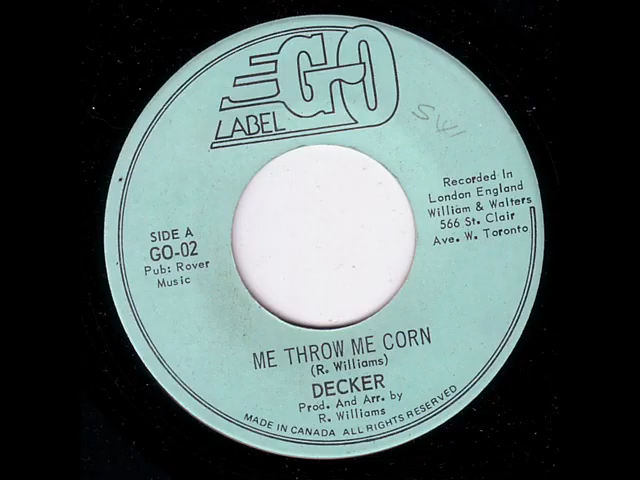 EGO
LABEL
SIDE A
GO-02
Pub: Rover
Music
Recorded In
London England
William & Walters
566 St. Clair
Ave. W. Toronto
ME THROW ME CORN
(R. Williams)
DECKER
Prod. And Arr. by
R. Williams
MADE IN CANADA ALL RIGHTS RESERVED